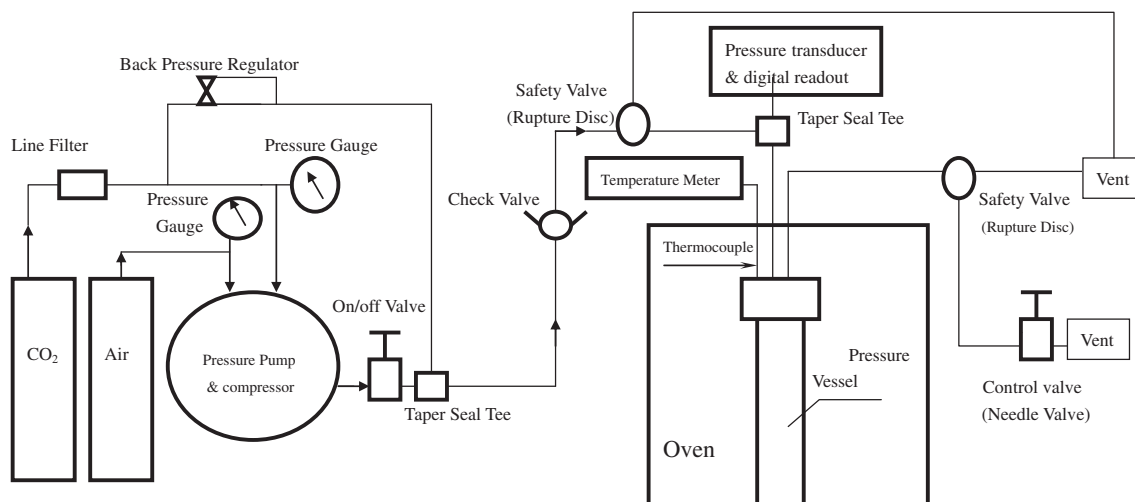 Back Pressure Regulator
Line Filter
Pressure Gauge
Pressure
Gauge
CO₂
Air
Pressure Pump
& compressor
On/off Valve
Taper Seal Tee
Check Valve
Safety Valve
(Rupture Disc)
Pressure transducer
& digital readout
Taper Seal Tee
Temperature Meter
Thermocouple
Pressure
Vessel
Oven
Vent
Safety Valve
(Rupture Disc)
Vent
Control valve
(Needle Valve)